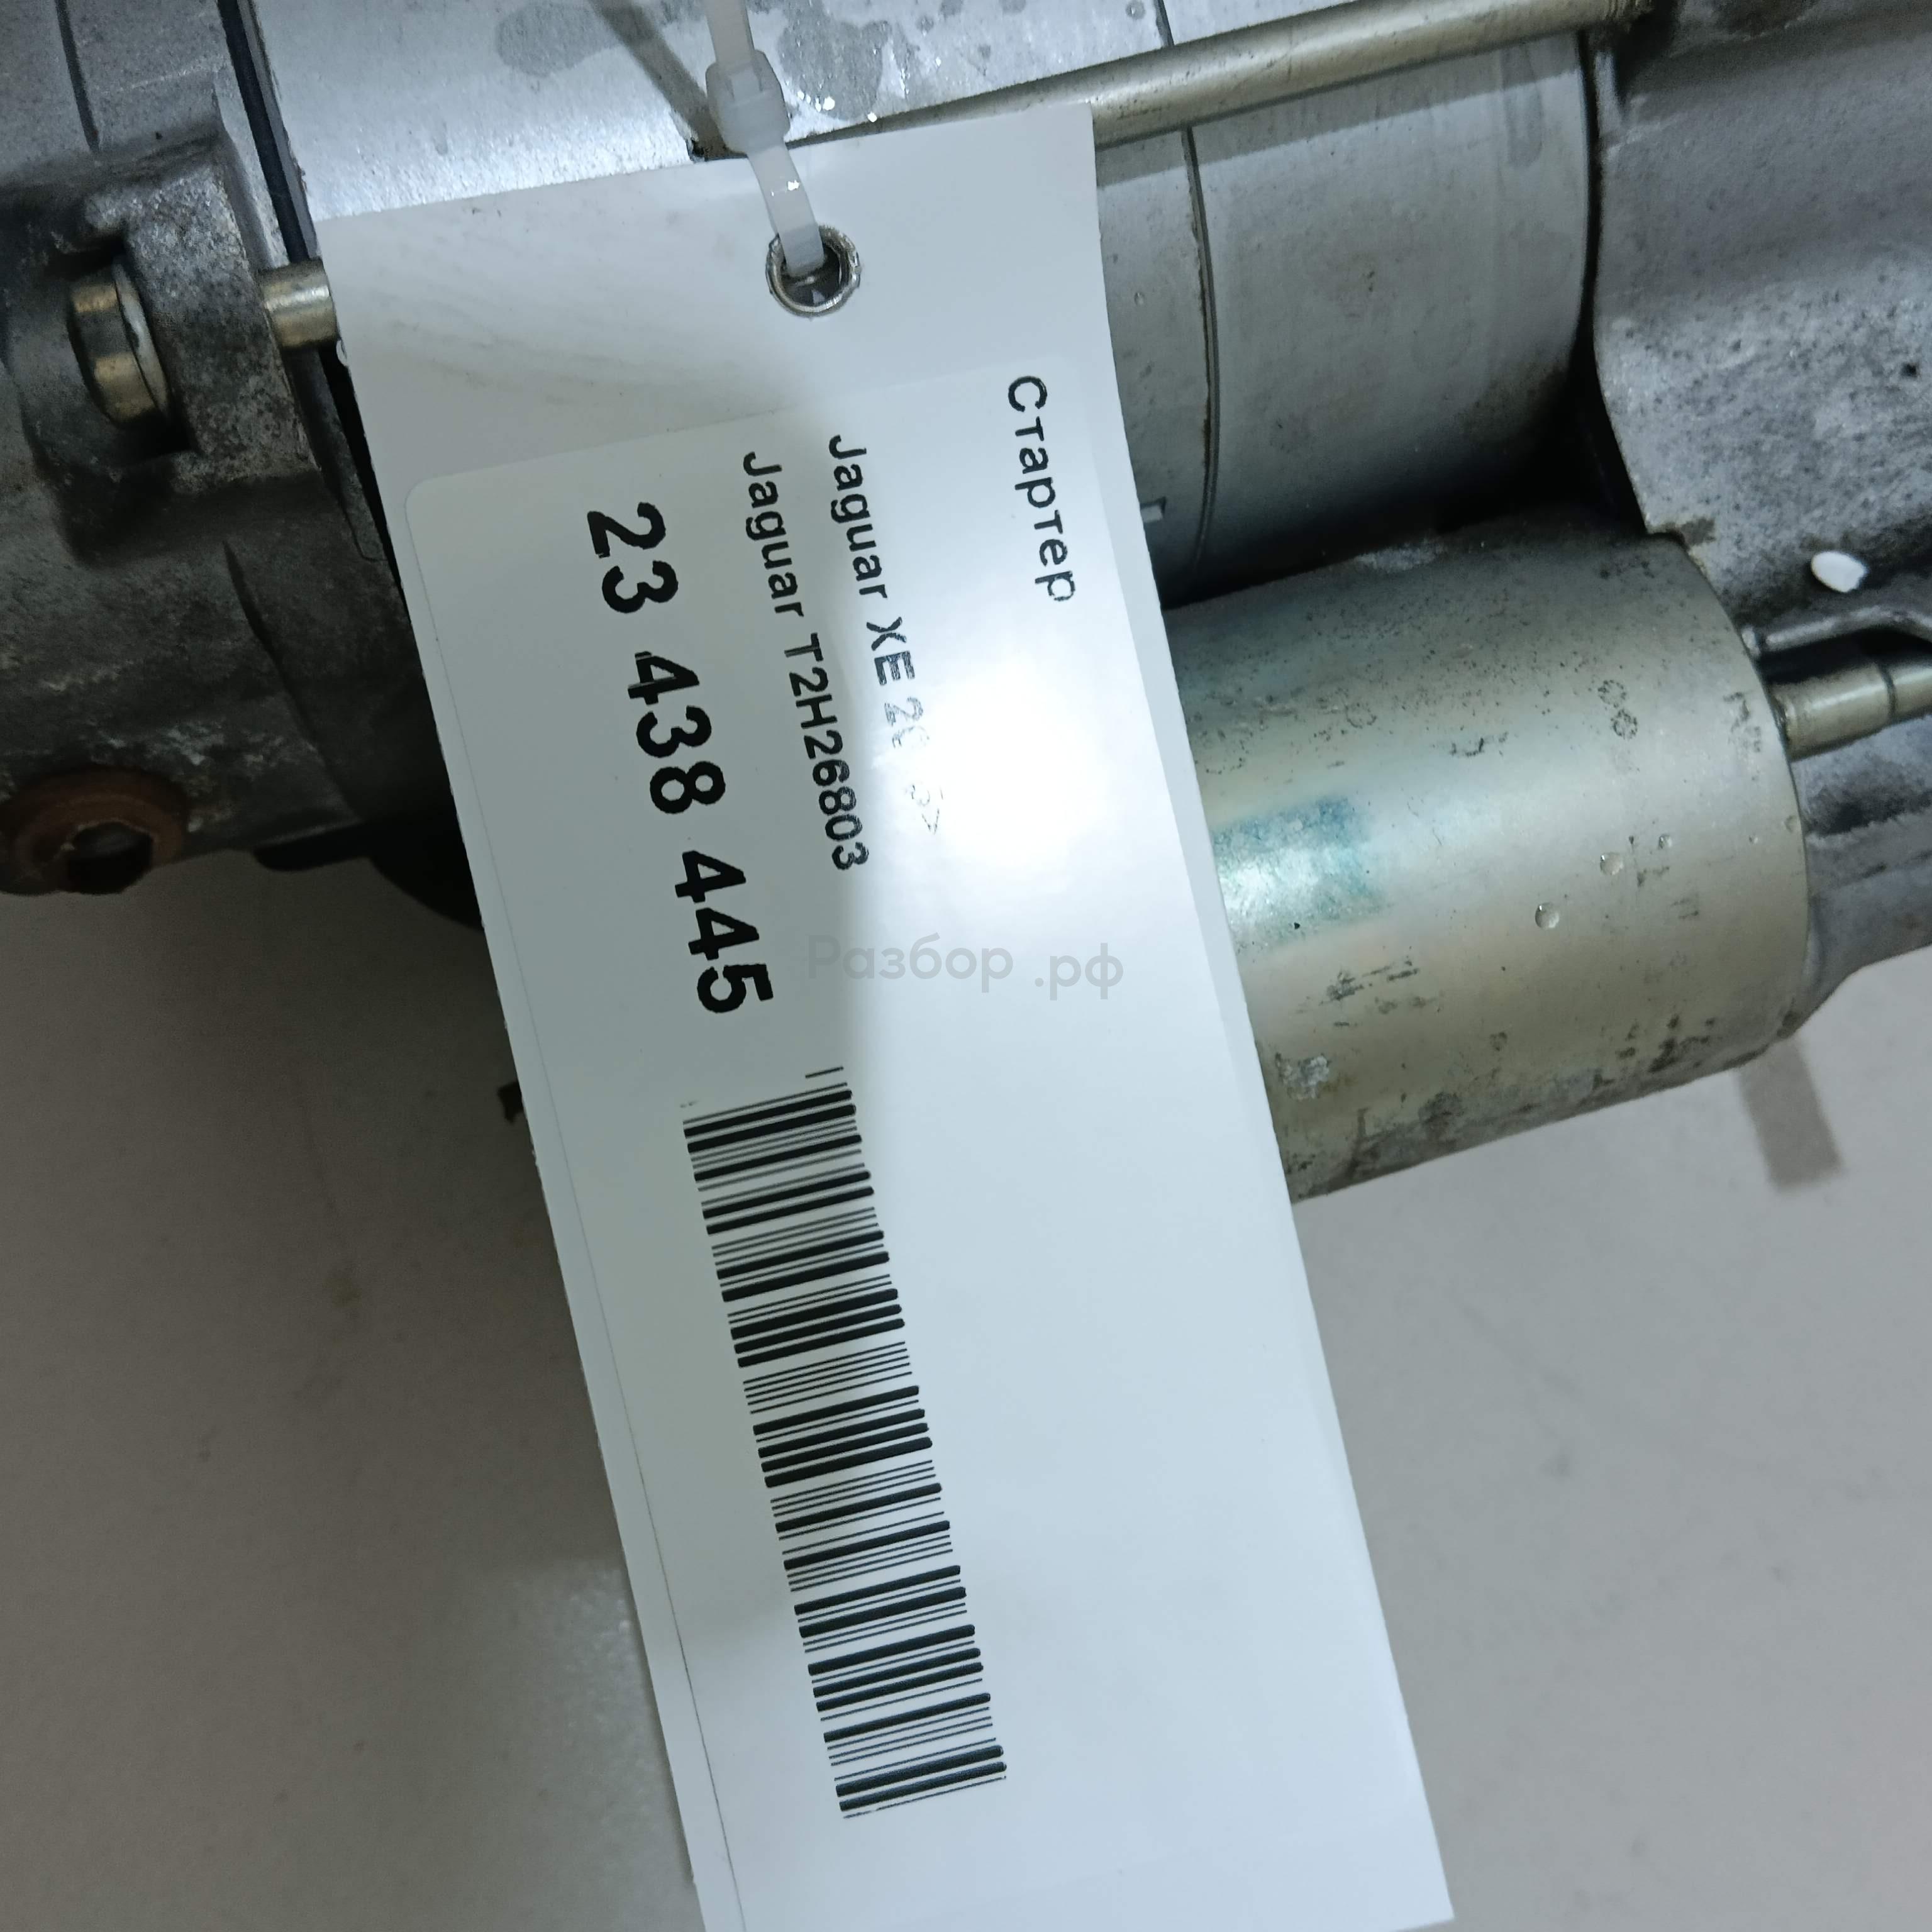 Стартер
Jaguar XE
Jaguar T2H26803
23 438 445
Разбор.рф